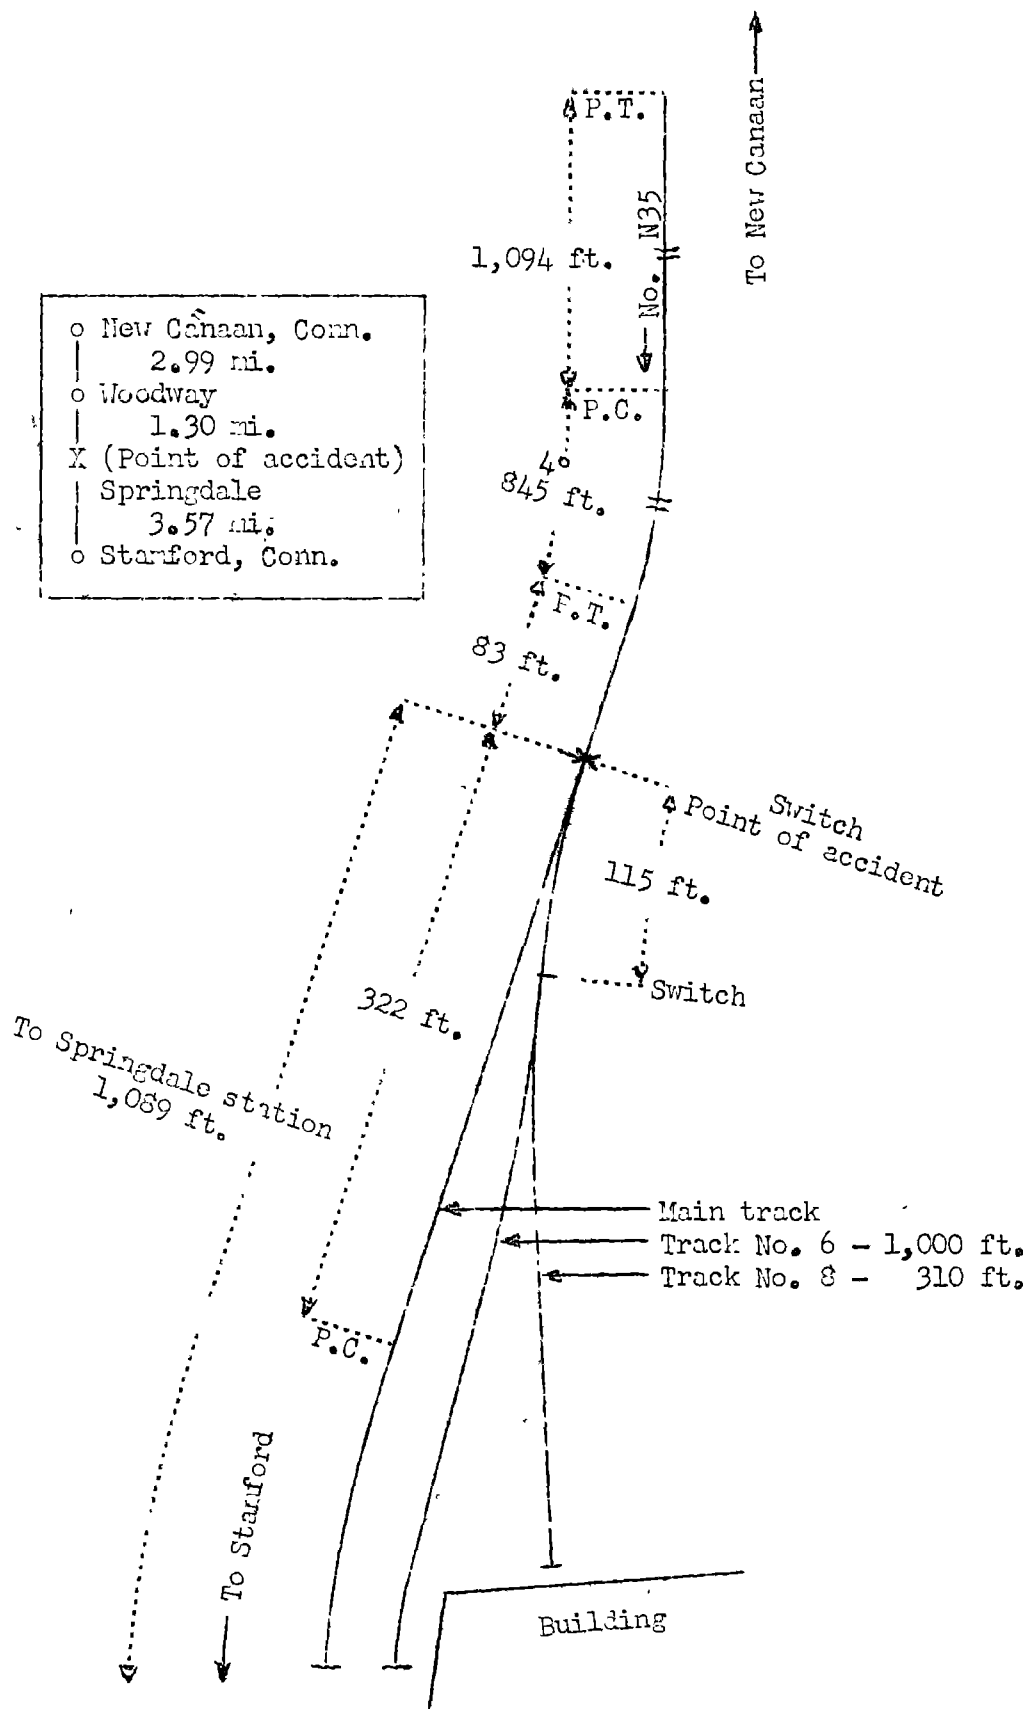 To New Canaan
P.T.
No. N35
1,094 ft.
P.C.
o New Canaan, Conn.
2.99 mi.
o Woodway
1.30 mi.
X (Point of accident)
Springdale
3.57 mi.
o Stamford, Conn.
4°
845 ft.
P.T.
83 ft.
Switch
Point of accident
115 ft.
Switch
322 ft.
To Springdale station
1,089 ft.
Main track
Track No. 6 - 1,000 ft.
Track No. 8 - 310 ft.
P.C.
To Stamford
Building